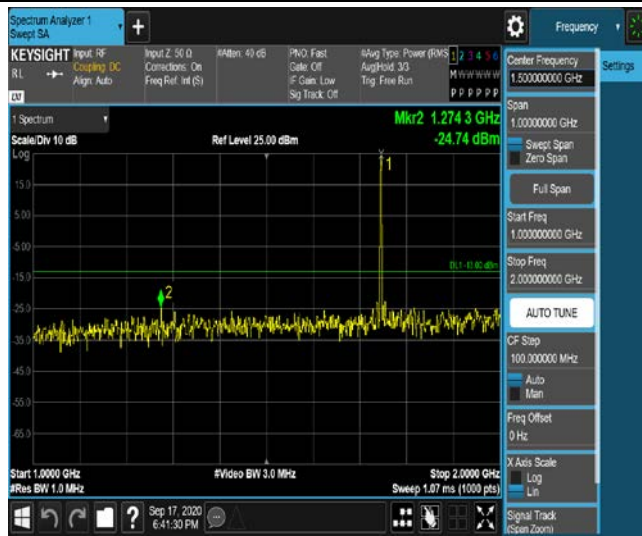 Spectrum Analyzer 1
Swept SA
+
Frequency
KEYSIGHT
RL
Input: RF
Coupling: DC
Align: Auto
Input Z: 50 Ω
Corrections: On
Freq Ref: Int (S)
#Atten: 40 dB
PNO: Fast
Gate: Off
IF Gain: Low
Sig Track: Off
#Avg Type: Power (RMS
Avg|Hold: 3/3
Trig: Free Run
1 2 3 4 5 6
M W W W W W
P P P P P P
1 Spectrum
Scale/Div 10 dB
Log
Ref Level 25.00 dBm
Mkr2 1.274 3 GHz
-24.74 dBm
15.0
5.00
-5.00
-15.0
-25.0
-35.0
-45.0
-55.0
-65.0
1
DL1 -13.00 dBm
2
Start 1.0000 GHz
#Res BW 1.0 MHz
#Video BW 3.0 MHz
Stop 2.0000 GHz
Sweep 1.07 ms (1000 pts)
Sep 17, 2020
6:41:30 PM
?
Center Frequency
1.500000000 GHz
Settings
Span
1.00000000 GHz
Swept Span
Zero Span
Full Span
Start Freq
1.000000000 GHz
Stop Freq
2.000000000 GHz
AUTO TUNE
CF Step
100.000000 MHz
Auto
Man
Freq Offset
0 Hz
X Axis Scale
Log
Lin
Signal Track
(Span Zoom)